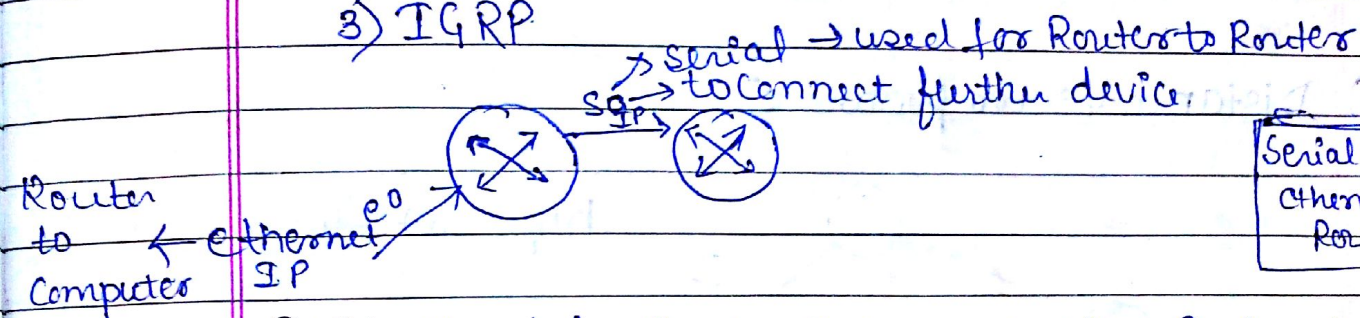 3) IGRP
serial → used for Router to Router
→ to Connect further device.
IP
Serial
Router
e0
to ← ethernet
Computer IP